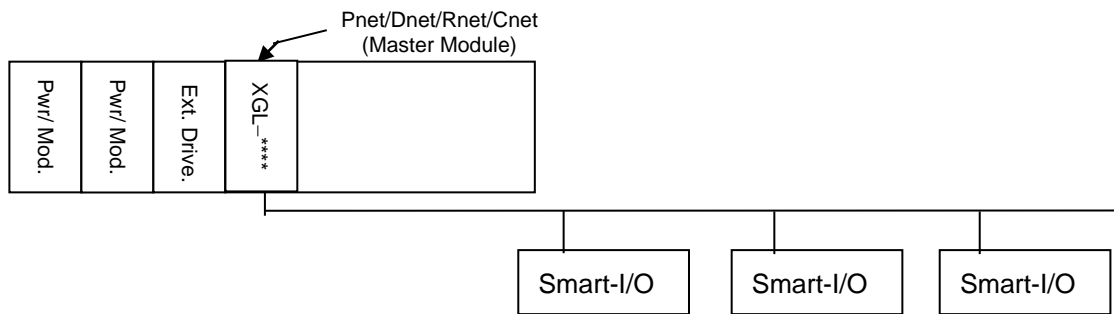 Pnet/Dnet/Rnet/Cnet
(Master Module)
Pwr/ Mod.
Pwr/ Mod.
Ext. Drive.
XGL_****
Smart-I/O
Smart-I/O
Smart-I/O